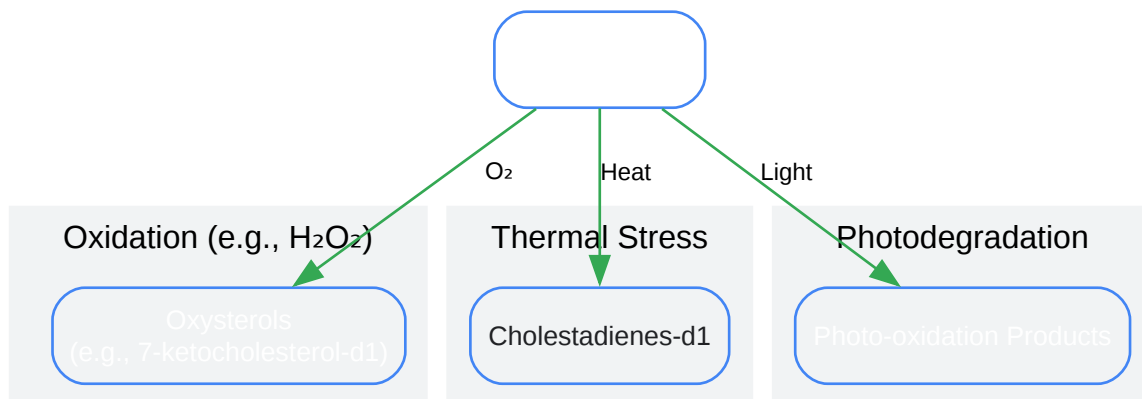 O₂
Heat
Light
Oxidation (e.g., H₂O₂)
Thermal Stress
Photodegradation
Oxysterols
(e.g., 7-ketocholesterol-d1)
Cholestadienes-d1
Photo-oxidation Products